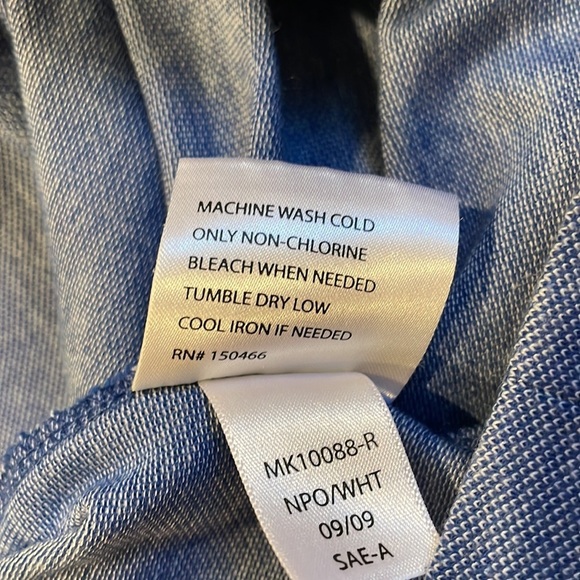 MACHINE WASH COLD
ONLY NON-CHLORINE
BLEACH WHEN NEEDED
TUMBLE DRY LOW
COOL IRON IF NEEDED
RN# 150466
MK10088-R
NPO/WHT
09/09
SAE-A